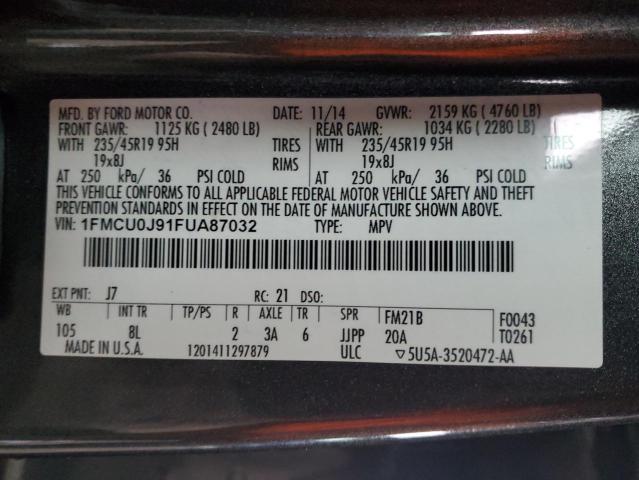 MFD. BY FORD MOTOR CO. DATE: 11/14 GVWR: 2159 KG ( 4760 LB)
FRONT GAWR: 1125 KG ( 2480 LB) REAR GAWR: 1034 KG ( 2280 LB)
WITH 235/45R19 95H TIRES WITH 235/45R19 95H TIRES
19x8J RIMS 19x8J RIMS
AT 250 kPa/ 36 PSI COLD AT 250 kPa/ 36 PSI COLD
THIS VEHICLE CONFORMS TO ALL APPLICABLE FEDERAL MOTOR VEHICLE SAFETY AND THEFT
PREVENTION STANDARDS IN EFFECT ON THE DATE OF MANUFACTURE SHOWN ABOVE.
VIN: 1FMCU0J91FUA87032 TYPE: MPV
EXT PNT: J7 RC: 21 DSO:
WB INT TR TP/PS R AXLE TR SPR FM21B F0043
105 8L 2 3A 6 JJPP 20A T0261
MADE IN U.S.A. 1201411297879 ULC ▽5U5A-3520472-AA